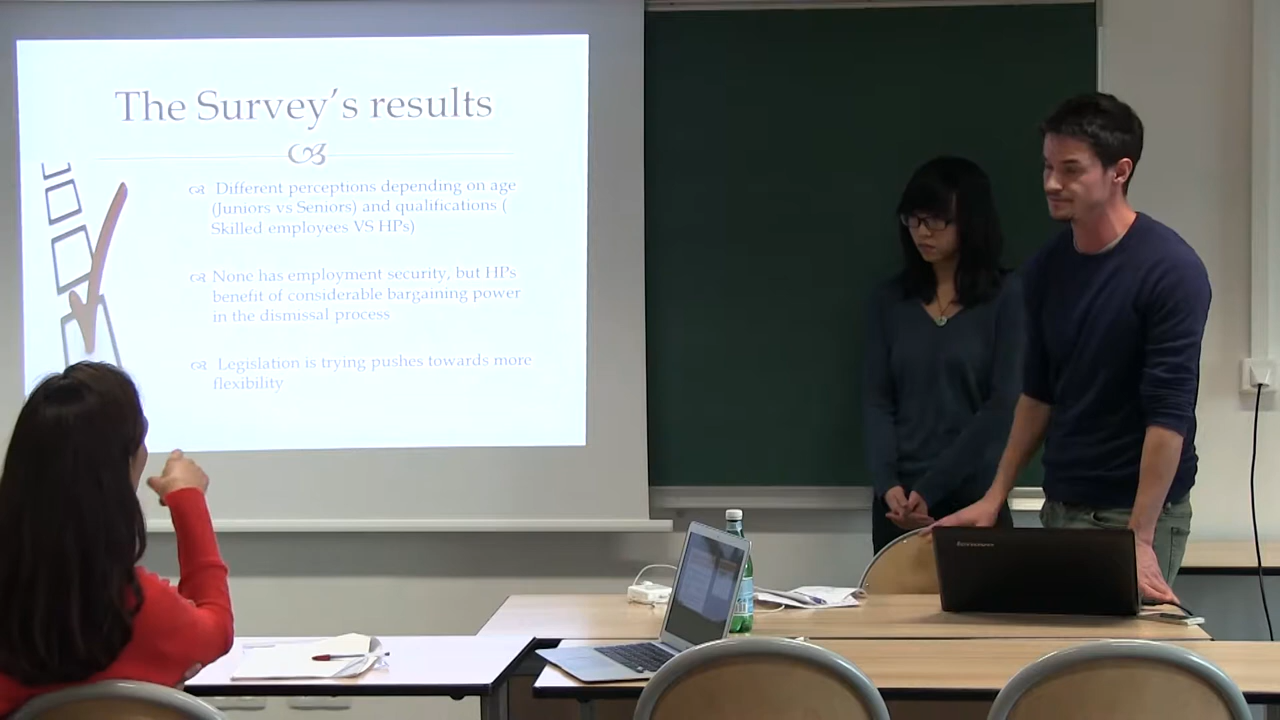 The Survey's results
Different perceptions depending on age
(Juniors vs Seniors) and qualifications (
Skilled employees VS HPs)
None has employment security, but HPs
benefit of considerable bargaining power
in the dismissal process
Legislation is trying pushes towards more
flexibility
lenovo